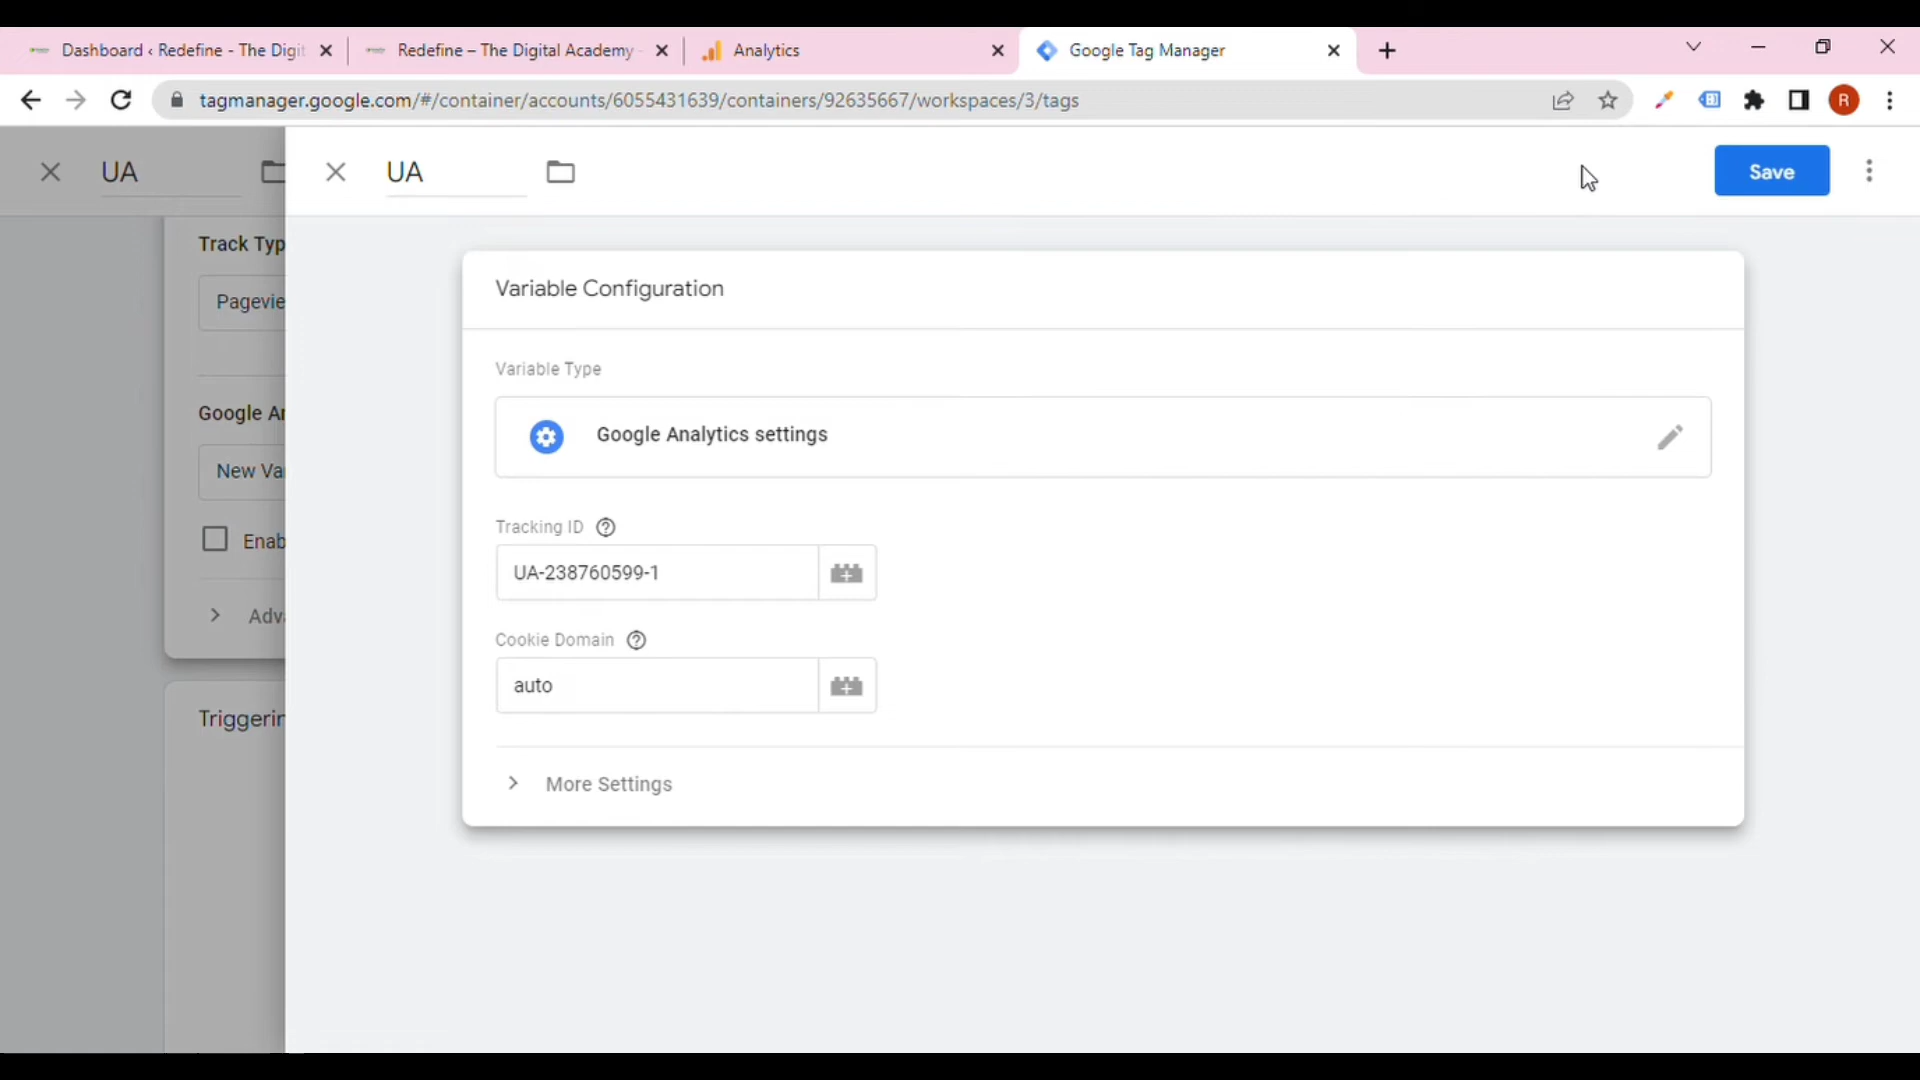 Dashboard ‹ Redefine - The Digit
Redefine – The Digital Academy
Analytics
Google Tag Manager
tagmanager.google.com/#/container/accounts/6055431639/containers/92635667/workspaces/3/tags
R
UA
UA
Save
Track Typ
Pagevie
Google An
New Va
Enab
Adv
Triggerin
Variable Configuration
Variable Type
Google Analytics settings
Tracking ID
UA-238760599-1
Cookie Domain
auto
More Settings